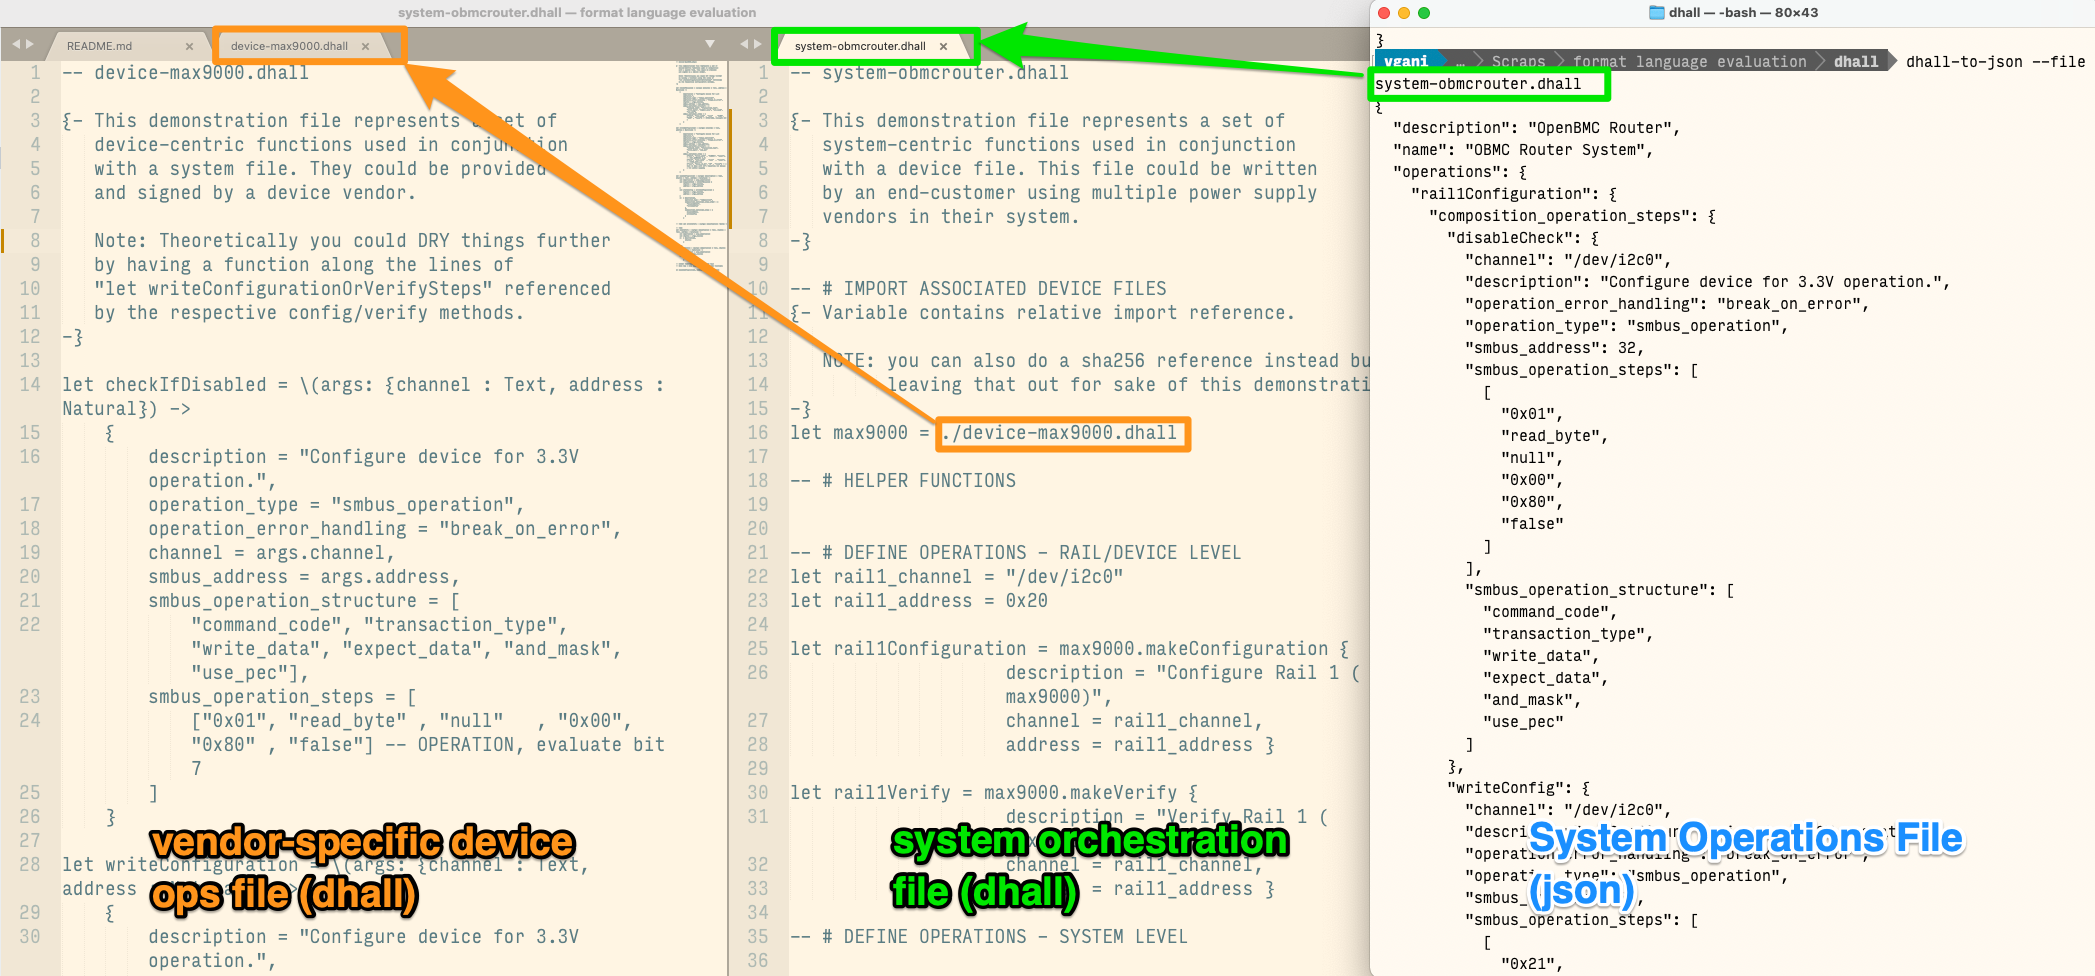 system-obmcrouter.dhall — format language evaluation
README.md ×
device-max9000.dhall ×
1 -- device-max9000.dhall
2
3 {- This demonstration file represents a set of
4 device-centric functions used in conjunction
5 with a system file. They could be provided
6 and signed by a device vendor.
7
8 Note: Theoretically you could DRY things further
9 by having a function along the lines of
10 "let writeConfigurationOrVerifySteps" referenced
11 by the respective config/verify methods.
12 -}
13
14 let checkIfDisabled = \(args: {channel : Text, address :
Natural}) ->
15 {
16 description = "Configure device for 3.3V
operation.",
17 operation_type = "smbus_operation",
18 operation_error_handling = "break_on_error",
19 channel = args.channel,
20 smbus_address = args.address,
21 smbus_operation_structure = [
22 "command_code", "transaction_type",
"write_data", "expect_data", "and_mask",
"use_pec"],
23 smbus_operation_steps = [
24 ["0x01", "read_byte" , "null" , "0x00",
"0x80" , "false"] -- OPERATION, evaluate bit
7
25 ]
26 }
27
28 let writeConfiguration = \(args: {channel : Text,
address
29 {
30 description = "Configure device for 3.3V
operation.",
vendor-specific device
ops file (dhall)
system-obmcrouter.dhall ×
1 -- system-obmcrouter.dhall
2
3 {- This demonstration file represents a set of
4 system-centric functions used in conjunction
5 with a device file. This file could be written
6 by an end-customer using multiple power supply
7 vendors in their system.
8 -}
9
10 -- # IMPORT ASSOCIATED DEVICE FILES
11 {- Variable contains relative import reference.
12
13 NOTE: you can also do a sha256 reference instead bu
14 leaving that out for sake of this demonstrati
15 -}
16 let max9000 = ./device-max9000.dhall
17
18 -- # HELPER FUNCTIONS
19
20
21 -- # DEFINE OPERATIONS - RAIL/DEVICE LEVEL
22 let rail1_channel = "/dev/i2c0"
23 let rail1_address = 0x20
24
25 let rail1Configuration = max9000.makeConfiguration {
26 description = "Configure Rail 1 (
max9000)",
27 channel = rail1_channel,
28 address = rail1_address }
29
30 let rail1Verify = max9000.makeVerify {
31 description = "Verify Rail 1 (
32 channel = rail1_channel,
33 = rail1_address }
34
35 -- # DEFINE OPERATIONS - SYSTEM LEVEL
36
system orchestration
file (dhall)
dhall — -bash — 80×43
}
vgani … Scraps format language evaluation dhall dhall-to-json --file
system-obmcrouter.dhall
{
"description": "OpenBMC Router",
"name": "OBMC Router System",
"operations": {
"rail1Configuration": {
"composition_operation_steps": {
"disableCheck": {
"channel": "/dev/i2c0",
"description": "Configure device for 3.3V operation.",
"operation_error_handling": "break_on_error",
"operation_type": "smbus_operation",
"smbus_address": 32,
"smbus_operation_steps": [
[
"0x01",
"read_byte",
"null",
"0x00",
"0x80",
"false"
]
],
"smbus_operation_structure": [
"command_code",
"transaction_type",
"write_data",
"expect_data",
"and_mask",
"use_pec"
]
},
"writeConfig": {
"channel": "/dev/i2c0",
"operation_error_handling": "break_on_error",
"operation_type": "smbus_operation",
"smbus_operation_steps": [
[
"0x21",
System Operations File
(json)